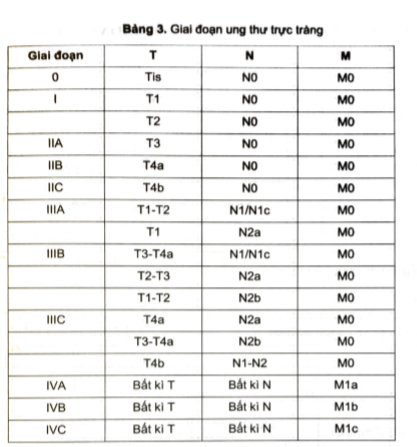 Bảng 3. Giai đoạn ung thư trực tràng
Giai đoạn T N M
0 Tis N0 M0
I T1 N0 M0
T2 N0 M0
IIA T3 N0 M0
IIB T4a N0 M0
IIC T4b N0 M0
IIIA T1-T2 N1/N1c M0
T1 N2a M0
IIIB T3-T4a N1/N1c M0
T2-T3 N2a M0
T1-T2 N2b M0
IIIC T4a N2a M0
T3-T4a N2b M0
T4b N1-N2 M0
IVA Bất kì T Bất kì N M1a
IVB Bất kì T Bất kì N M1b
IVC Bất kì T Bất kì N M1c